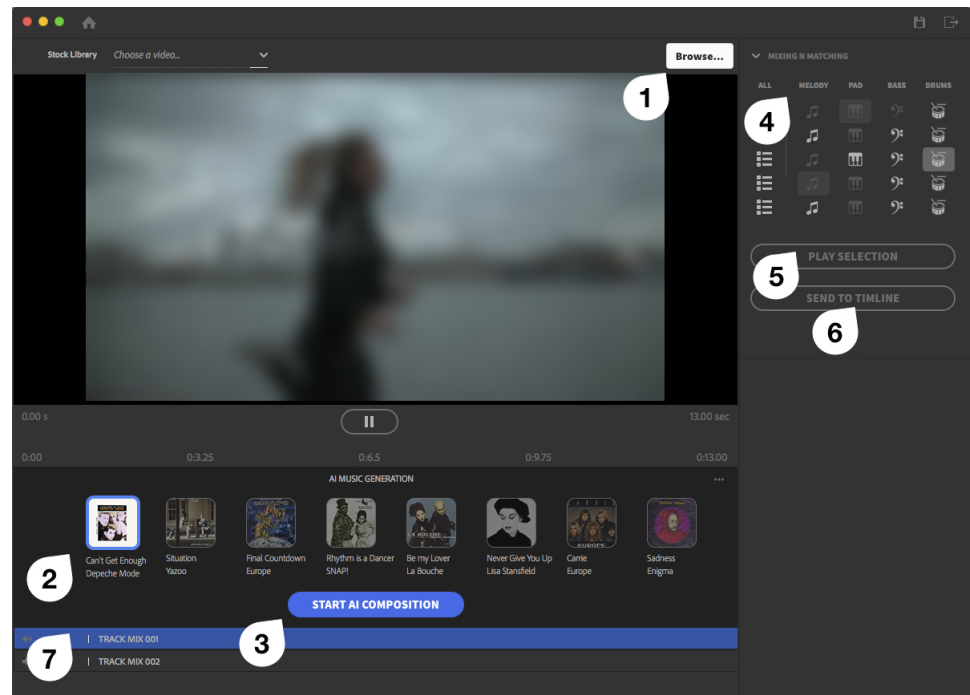 Stock Library Choose a video... Browse...
1
MIXING N MATCHING
ALL MELODY PAD BASS DRUMS
4
PLAY SELECTION
5
SEND TO TIMLINE
6
0.00 s 13.00 sec
0:00 0:3.25 0:6.5 0:9.75 0:13.00
AI MUSIC GENERATION
Can't Get Enough Situation Final Countdown Rhythm is a Dancer Be my Lover Never Give You Up Carrie Sadness
Depeche Mode Yazoo Europe SNAP! La Bouche Lisa Stansfield Europe Enigma
2
START AI COMPOSITION
3
TRACK MIX 001
7
TRACK MIX 002